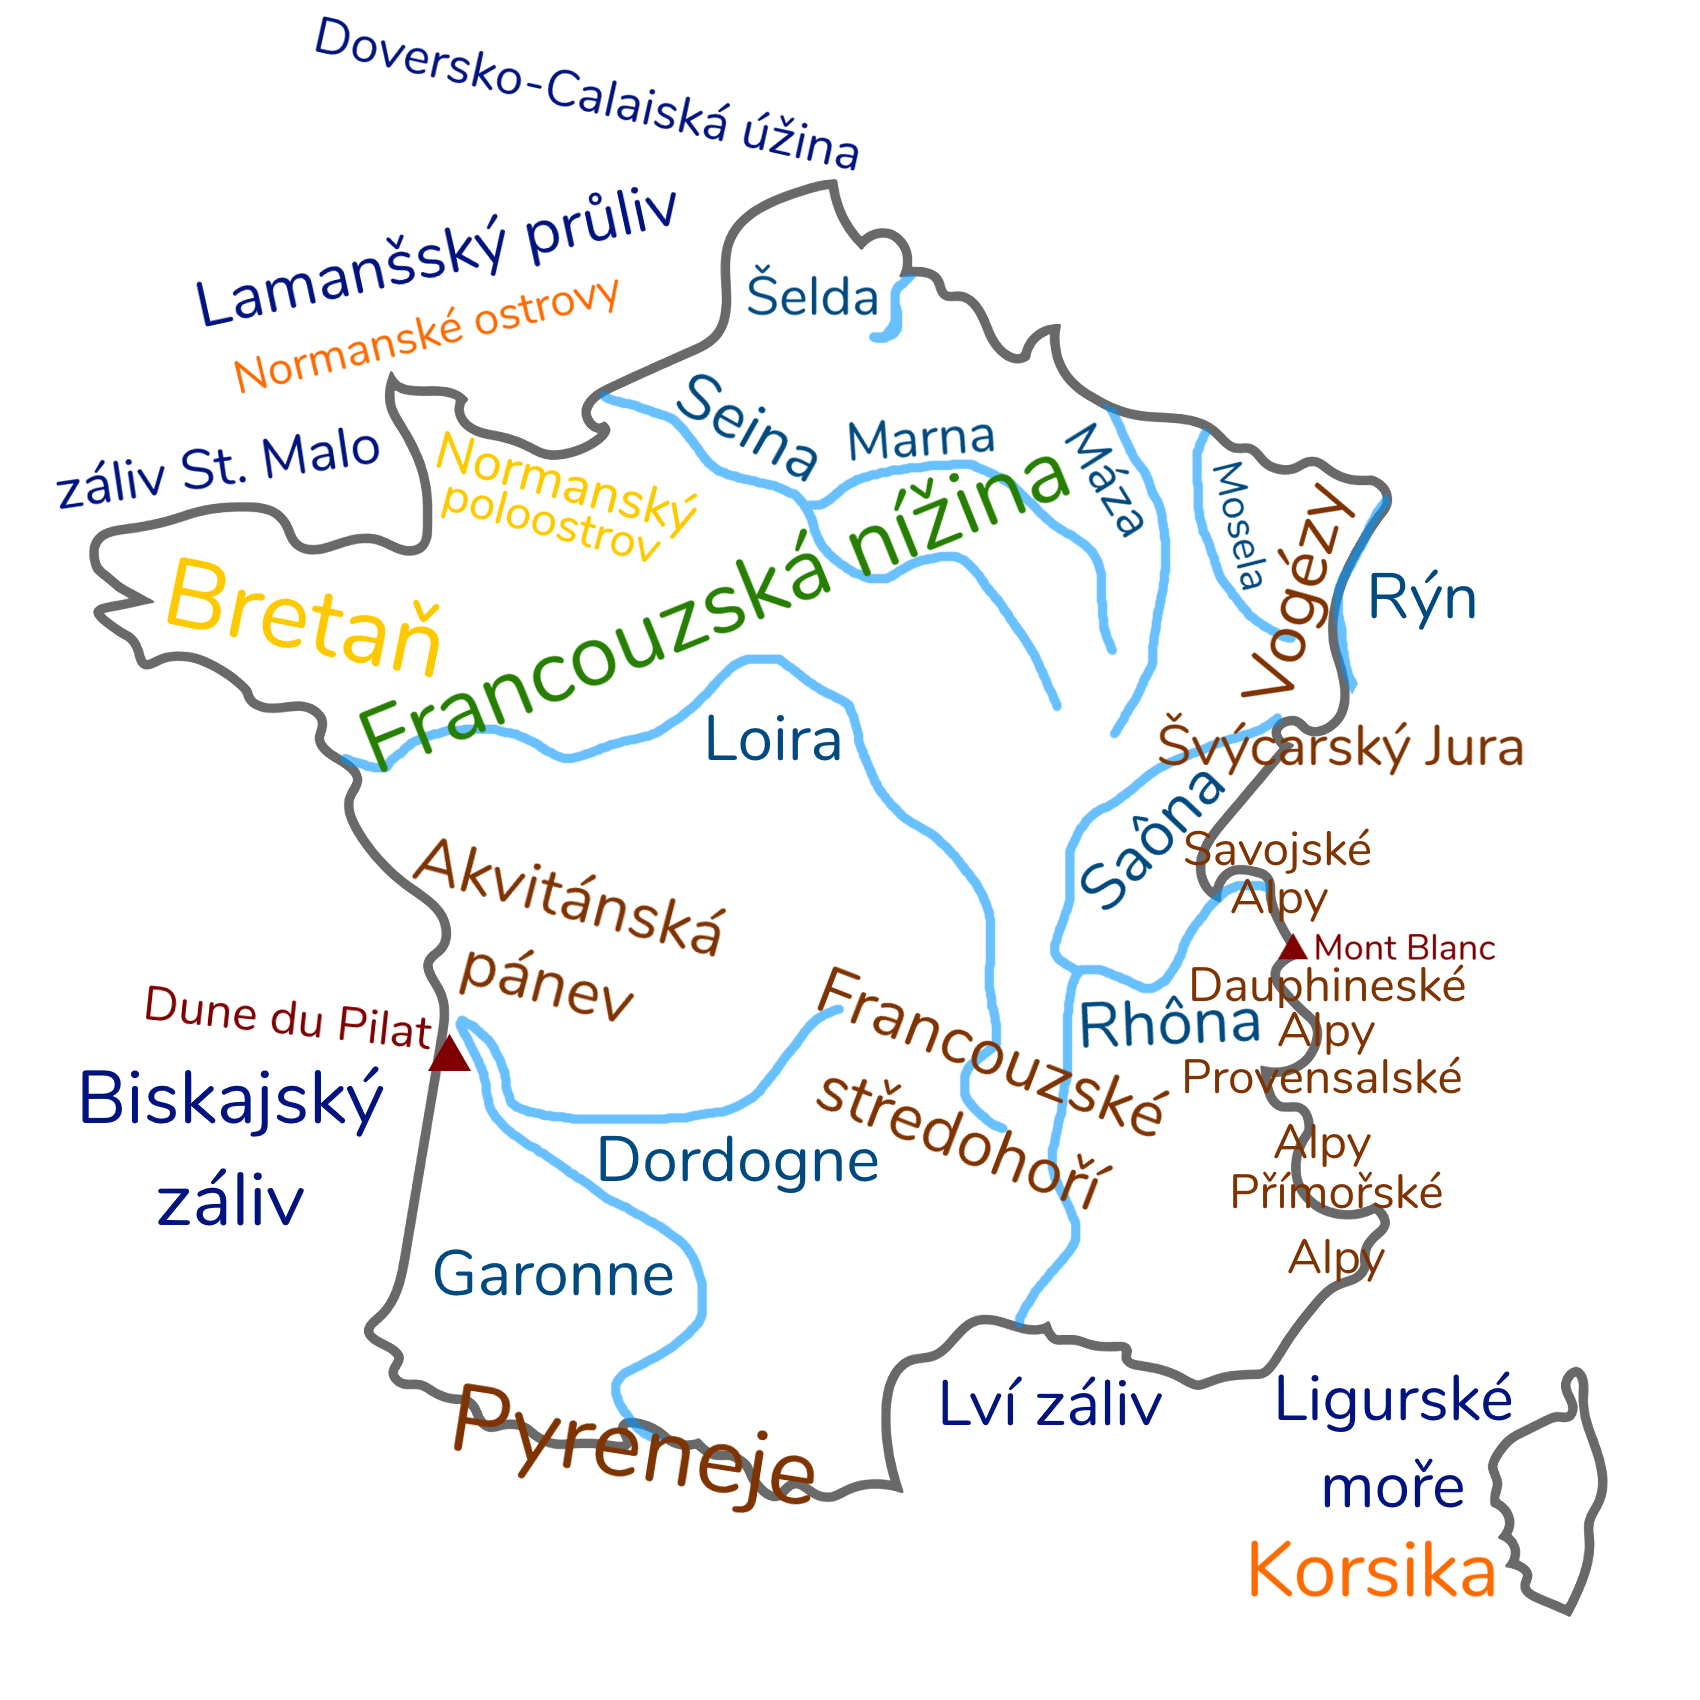 Doversko-Calaiská úžina
Lamanšský průliv
Normanské ostrovy
Šelda
záliv St. Malo
Normanský
poloostrov
Seina
Marna
Máza
Mosela
Vogézy
Rýn
Bretaň
Francouzská nížina
Loira
Švýcarský Jura
Saôna
Savojské
Alpy
Akvitánská
pánev
Mont Blanc
Dauphineské
Alpy
Dune du Pilat
Francouzské
středohoří
Rhôna
Provensalské
Alpy
Biskajský
záliv
Dordogne
Přímořské
Alpy
Garonne
Pyreneje
Lví záliv
Ligurské
moře
Korsika